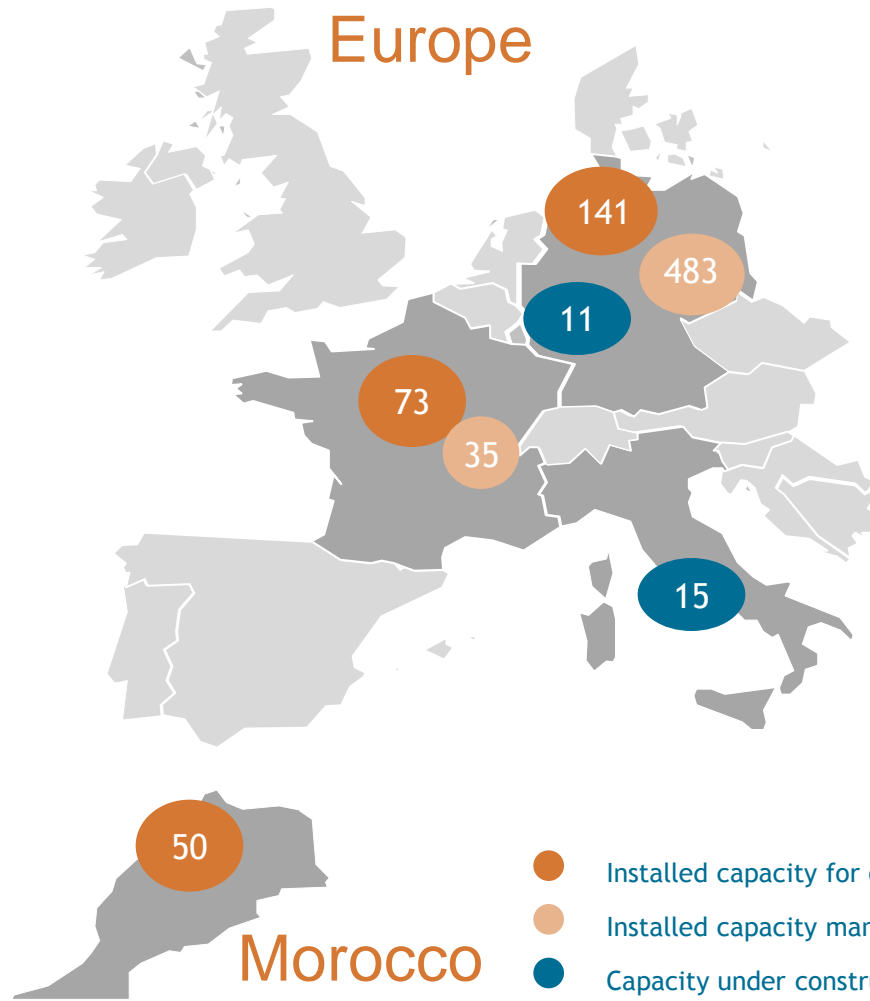 Europe
141
483
11
73
35
15
50
Installed capacity for
Installed capacity
Morocco
Capacity under